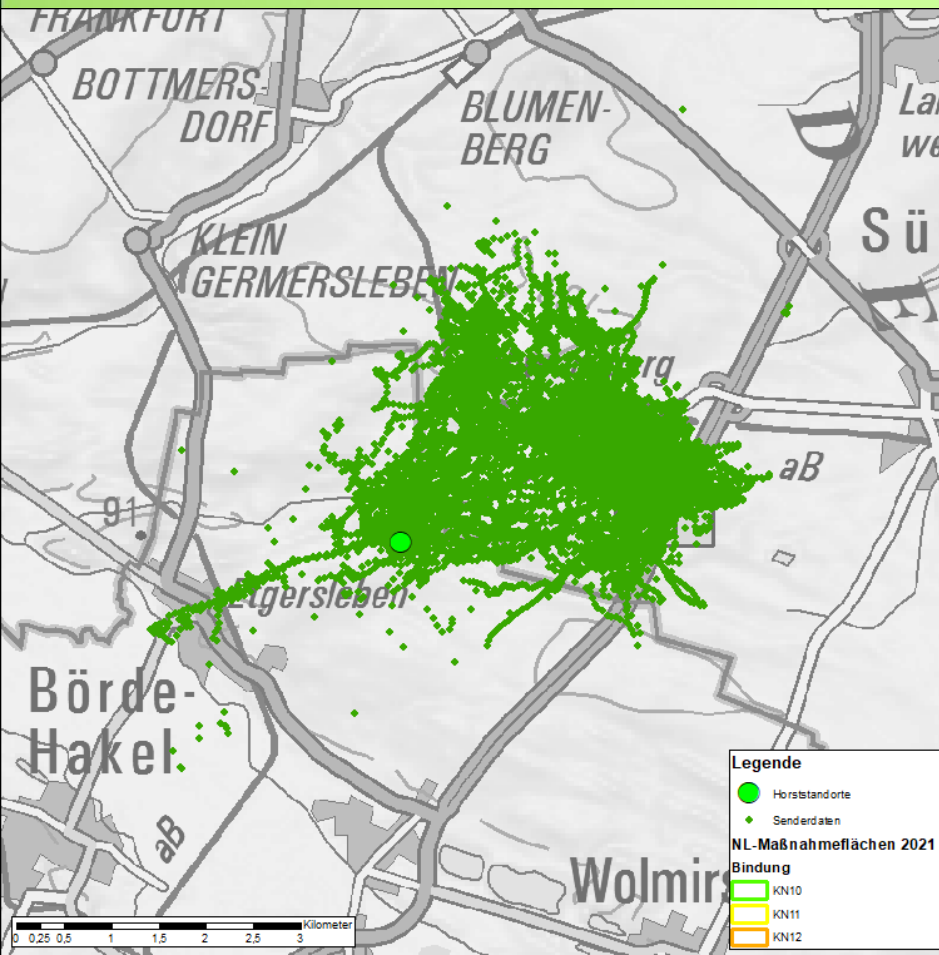 FRANKFURT
BOTTMERS-
DORF
BLUMEN-
BERG
KLEIN
GERMERSLEBEN
Sü
rg
aB
91
Etgersleben
Börde-
Hakel
aB
Wolmirs
Legende
Horststandorte
Senderdaten
NL-Maßnahmeflächen 2021
Bindung
KN10
KN11
KN12
Kilometer
0 0,25 0,5 1 1,5 2 2,5 3